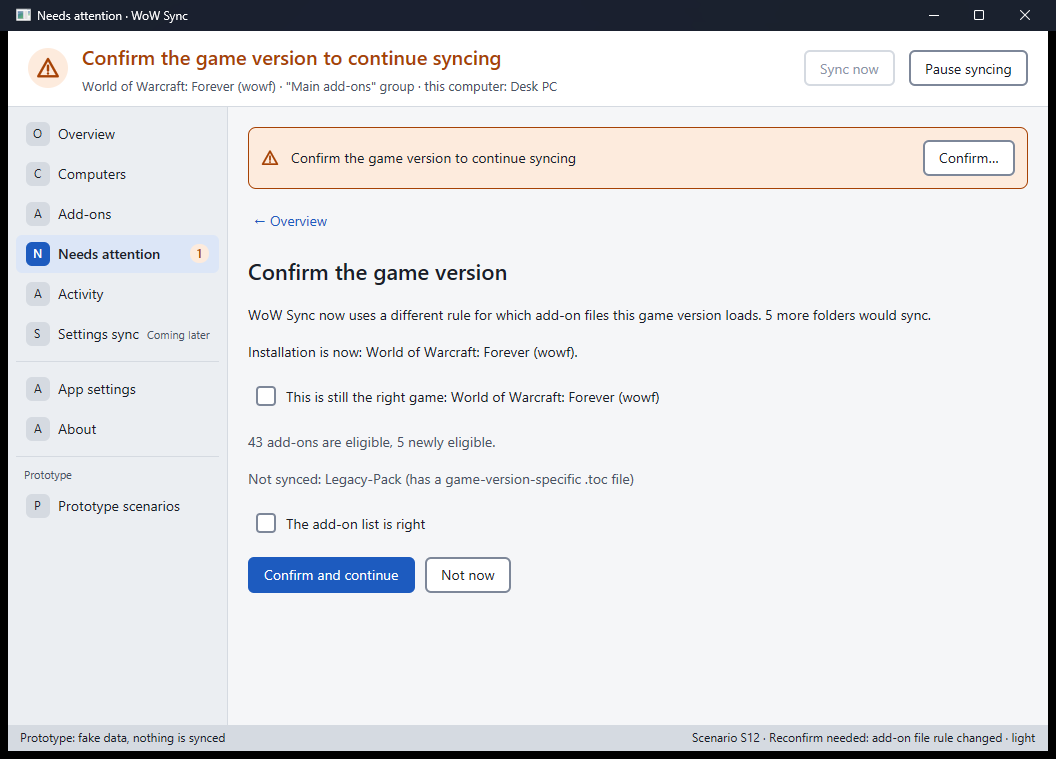 Needs attention · WoW Sync
Confirm the game version to continue syncing
World of Warcraft: Forever (wowf) · "Main add-ons" group · this computer: Desk PC
Sync now
Pause syncing
O Overview
C Computers
A Add-ons
N Needs attention 1
A Activity
S Settings sync Coming later
A App settings
A About
Prototype
P Prototype scenarios
Confirm the game version to continue syncing
Confirm...
← Overview
Confirm the game version
WoW Sync now uses a different rule for which add-on files this game version loads. 5 more folders would sync.
Installation is now: World of Warcraft: Forever (wowf).
This is still the right game: World of Warcraft: Forever (wowf)
43 add-ons are eligible, 5 newly eligible.
Not synced: Legacy-Pack (has a game-version-specific .toc file)
The add-on list is right
Confirm and continue
Not now
Prototype: fake data, nothing is synced
Scenario S12 · Reconfirm needed: add-on file rule changed · light